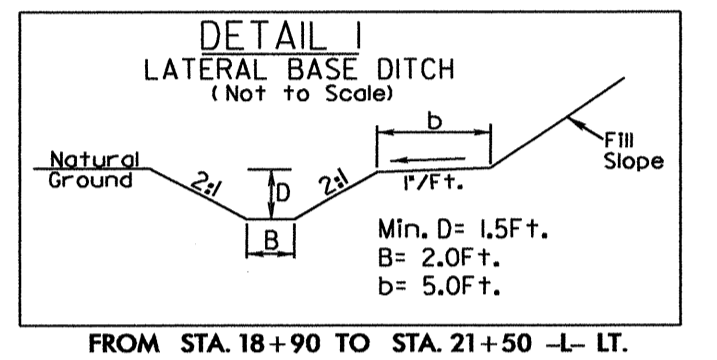 DETAIL 1
LATERAL BASE DITCH
(Not to Scale)
b
Natural
Ground
2:1
D
2:1
1"/Ft.
Fill
Slope
B
Min. D= 1.5Ft.
B= 2.0Ft.
b= 5.0Ft.
FROM STA. 18+90 TO STA. 21+50 -L- LT.